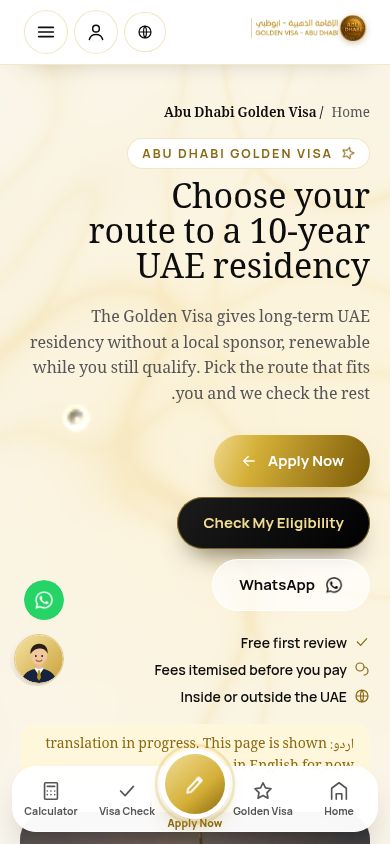 الإقامة الذهبية - أبوظبي
GOLDEN VISA - ABU DHABI
Abu Dhabi Golden Visa / Home
ABU DHABI GOLDEN VISA
Choose your
route to a 10-year
UAE residency
The Golden Visa gives long-term UAE
residency without a local sponsor, renewable
while you still qualify. Pick the route that fits
.you and we check the rest
Apply Now
Check My Eligibility
WhatsApp
Free first review
Fees itemised before you pay
Inside or outside the UAE
اردو: translation in progress. This page is shown
in English for now
Calculator
Visa Check
Apply Now
Golden Visa
Home